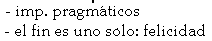 - imp. pragmáticos
- el fin es uno solo: felicidad